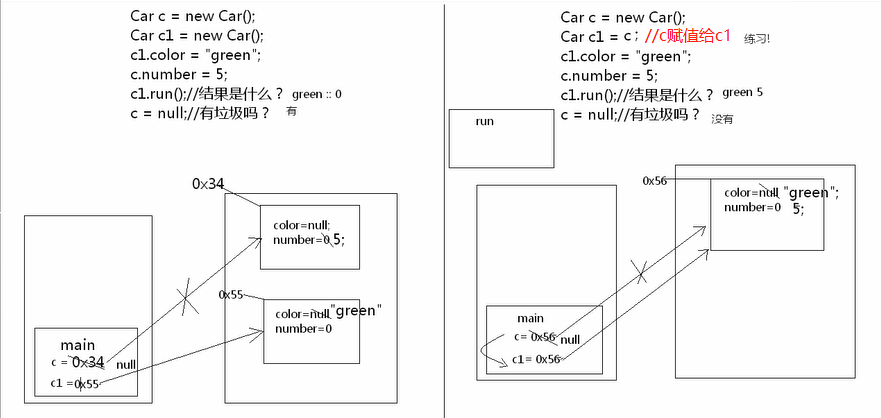 Car c = new Car();
Car c1 = new Car();
c1.color = "green";
c.number = 5;
c1.run();//结果是什么？ green :: 0
c = null;//有垃圾吗？ 有
0x34
color=null;
number=0 5;
0x55
color=null "green"
number=0
main
c = 0x34 null
c1 =0x55
Car c = new Car();
Car c1 = c；//c赋值给c1 练习!
c1.color = "green";
c.number = 5;
c1.run();//结果是什么？ green 5
c = null;//有垃圾吗？ 没有
run
0x56
color=null "green";
number=0 5;
main
c= 0x56 null
c1= 0x56